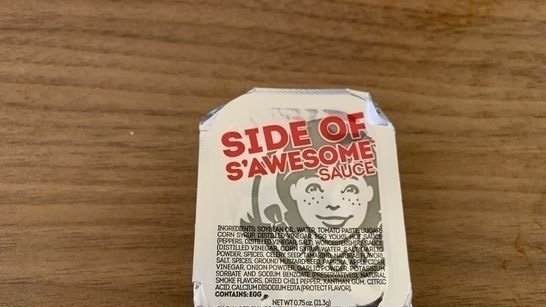 SIDE OF
S'AWESOME
SAUCE
INGREDIENTS: SOYBEAN OIL, WATER, TOMATO PASTE, SUGAR,
CORN SYRUP, DISTILLED VINEGAR, EGG YOLKS, HOT SAUCE
(PEPPERS, DISTILLED VINEGAR, SALT), WORCESTERSHIRE SAUCE
(DISTILLED VINEGAR, CORN SYRUP, WATER, SALT, GARLIC
POWDER, SPICES, CELERY SEED, TAMARIND, NATURAL FLAVOR),
SALT, SPICES, GROUND MUSTARD SEED, PAPRIKA, APPLE CIDER
VINEGAR, ONION POWDER, GARLIC POWDER, POTASSIUM
SORBATE AND SODIUM BENZOATE (PRESERVATIVES), NATURAL
SMOKE FLAVORS, DRIED CHILI PEPPER, XANTHAN GUM, CITRIC
ACID, CALCIUM DISODIUM EDTA (PROTECT FLAVOR).
CONTAINS: EGG
NET WT 0.75 oz. (21.3g)